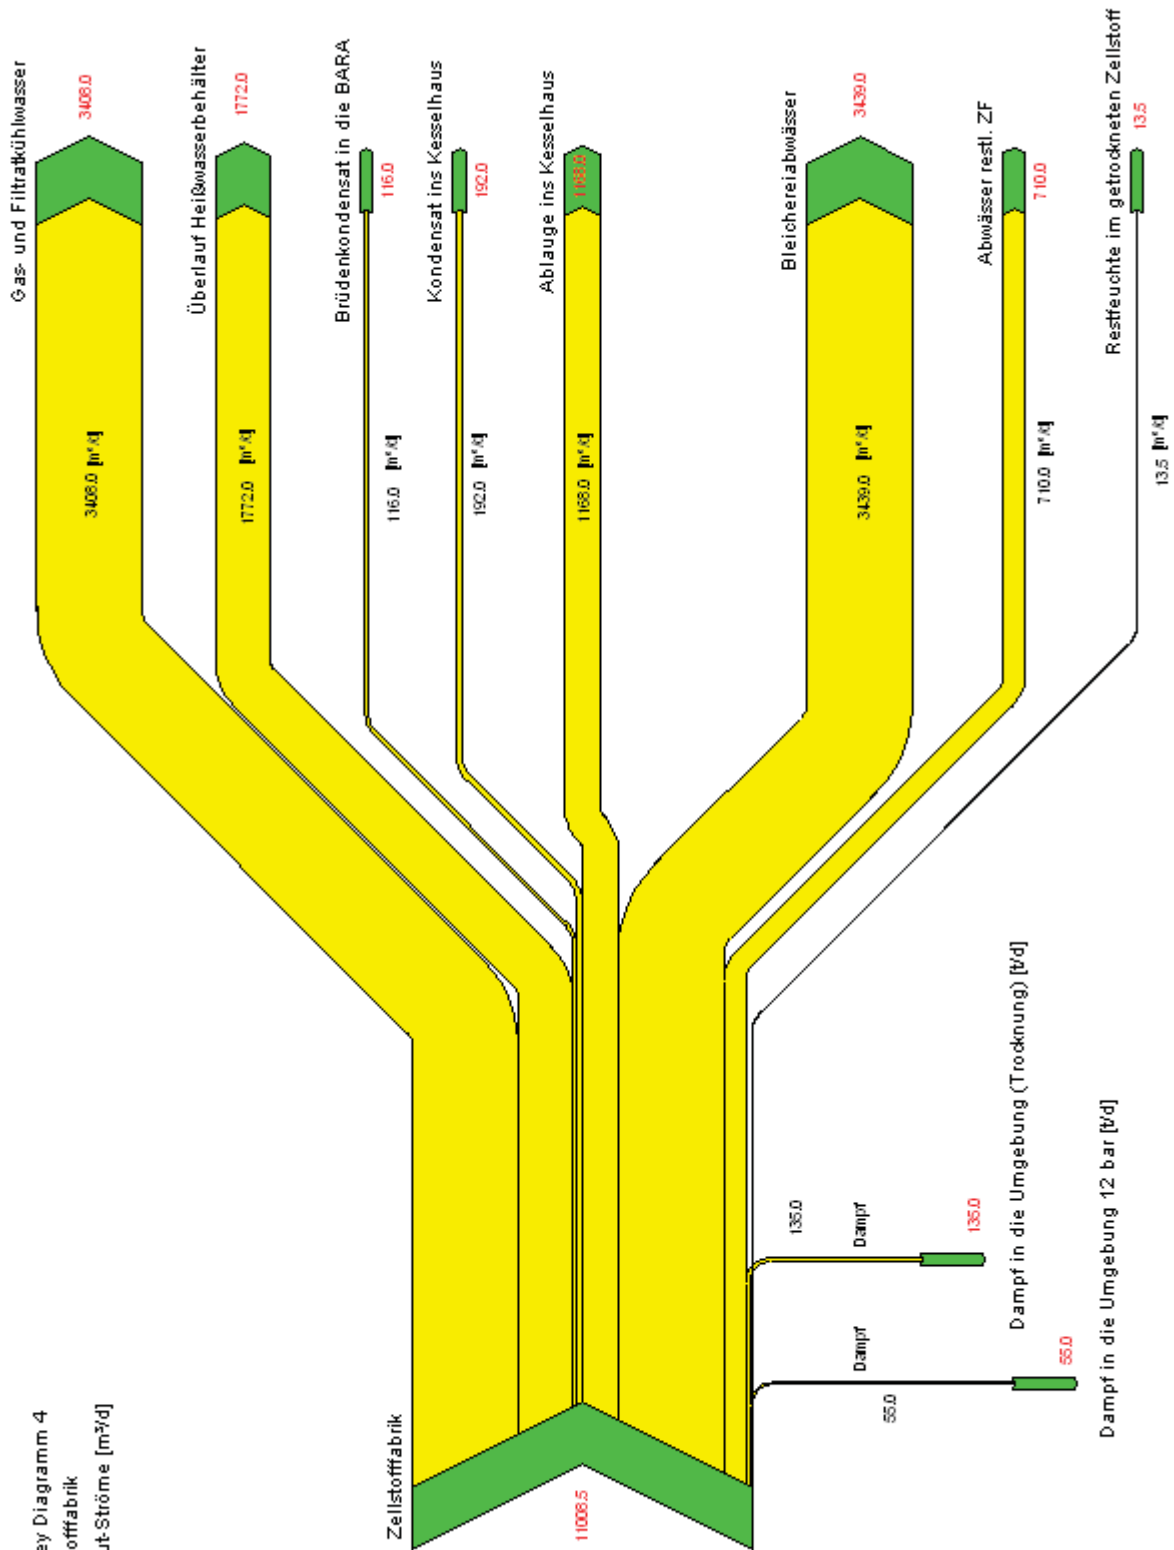 ey Diagramm 4
offfabrik
ut-Ströme [m³/d]
Zellstofffabrik
11008.5
Gas- und Filtratkühlwasser
3408.0 [m³/d]
3408.0
Überlauf Heißwasserbehälter
1772.0 [m³/d]
1772.0
Brüdenkondensat in die BARA
116.0 [m³/d]
116.0
Kondensat ins Kesselhaus
192.0 [m³/d]
192.0
Ablauge ins Kesselhaus
1168.0 [m³/d]
1168.0
Bleichereiabwässer
3439.0 [m³/d]
3439.0
Abwässer restl. ZF
710.0 [m³/d]
710.0
Restfeuchte im getrockneten Zellstoff
13.5 [m³/d]
13.5
135.0
Dampf
135.0
Dampf in die Umgebung (Trocknung) [t/d]
55.0
Dampf
55.0
Dampf in die Umgebung 12 bar [t/d]